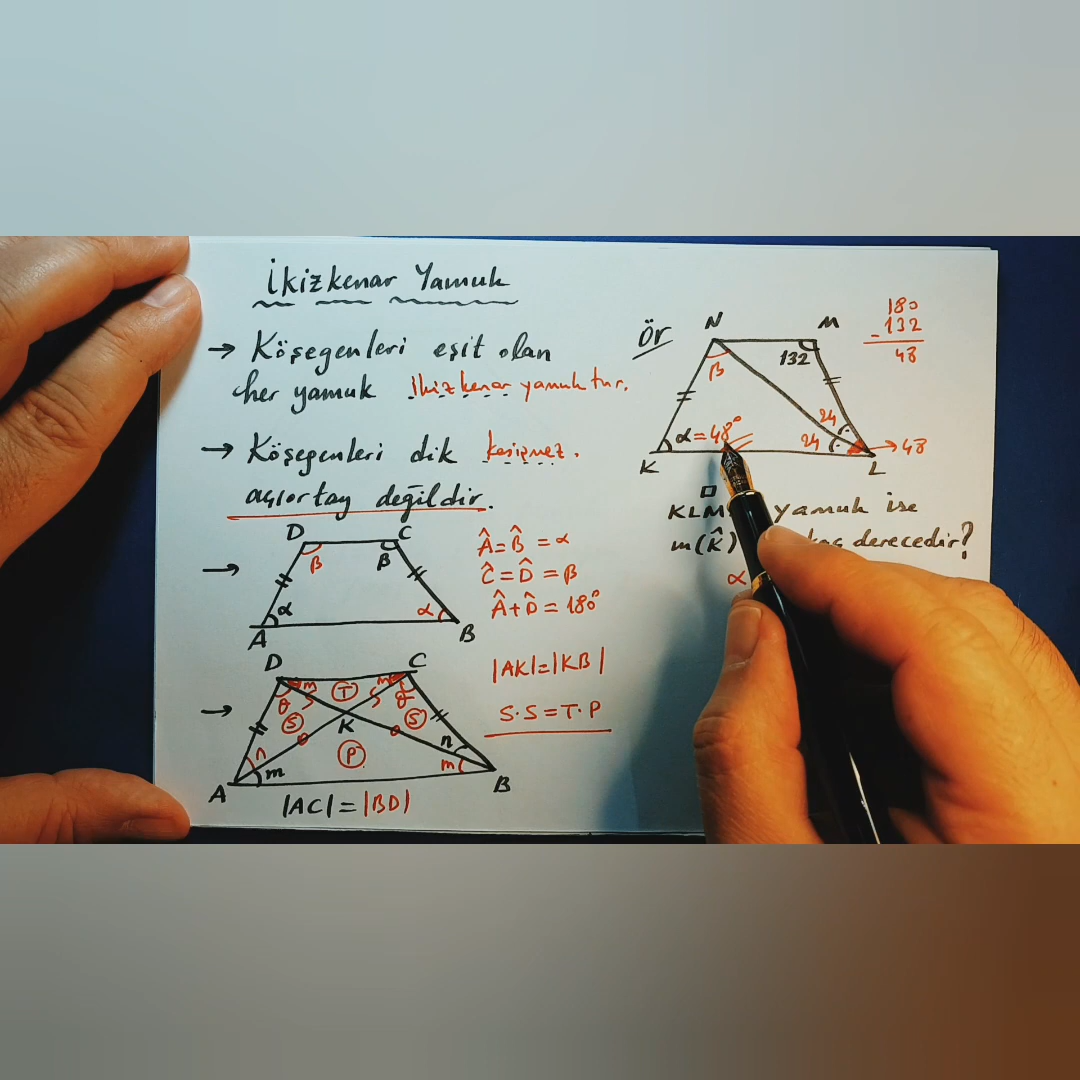 İkizkenar Yamuk
→ Köşegenleri eşit olan
her yamuk ikizkenar yamuktur.
→ Köşegenleri dik kesişmez.
açıortay değildir.
→ D C
β β
α α
A B
Â=B̂=α
Ĉ=D̂=β
Â+D̂=180°
→ D C
m T m
θ S K S θ
n P n
A m m B
|AC|=|BD|
|AK|=|KB|
S·S=T·P
Ör
N M
β 132
α=48° 24 24 →48
K L
180
-132
48
KLM yamuk ise
m(K̂) derecedir?
α